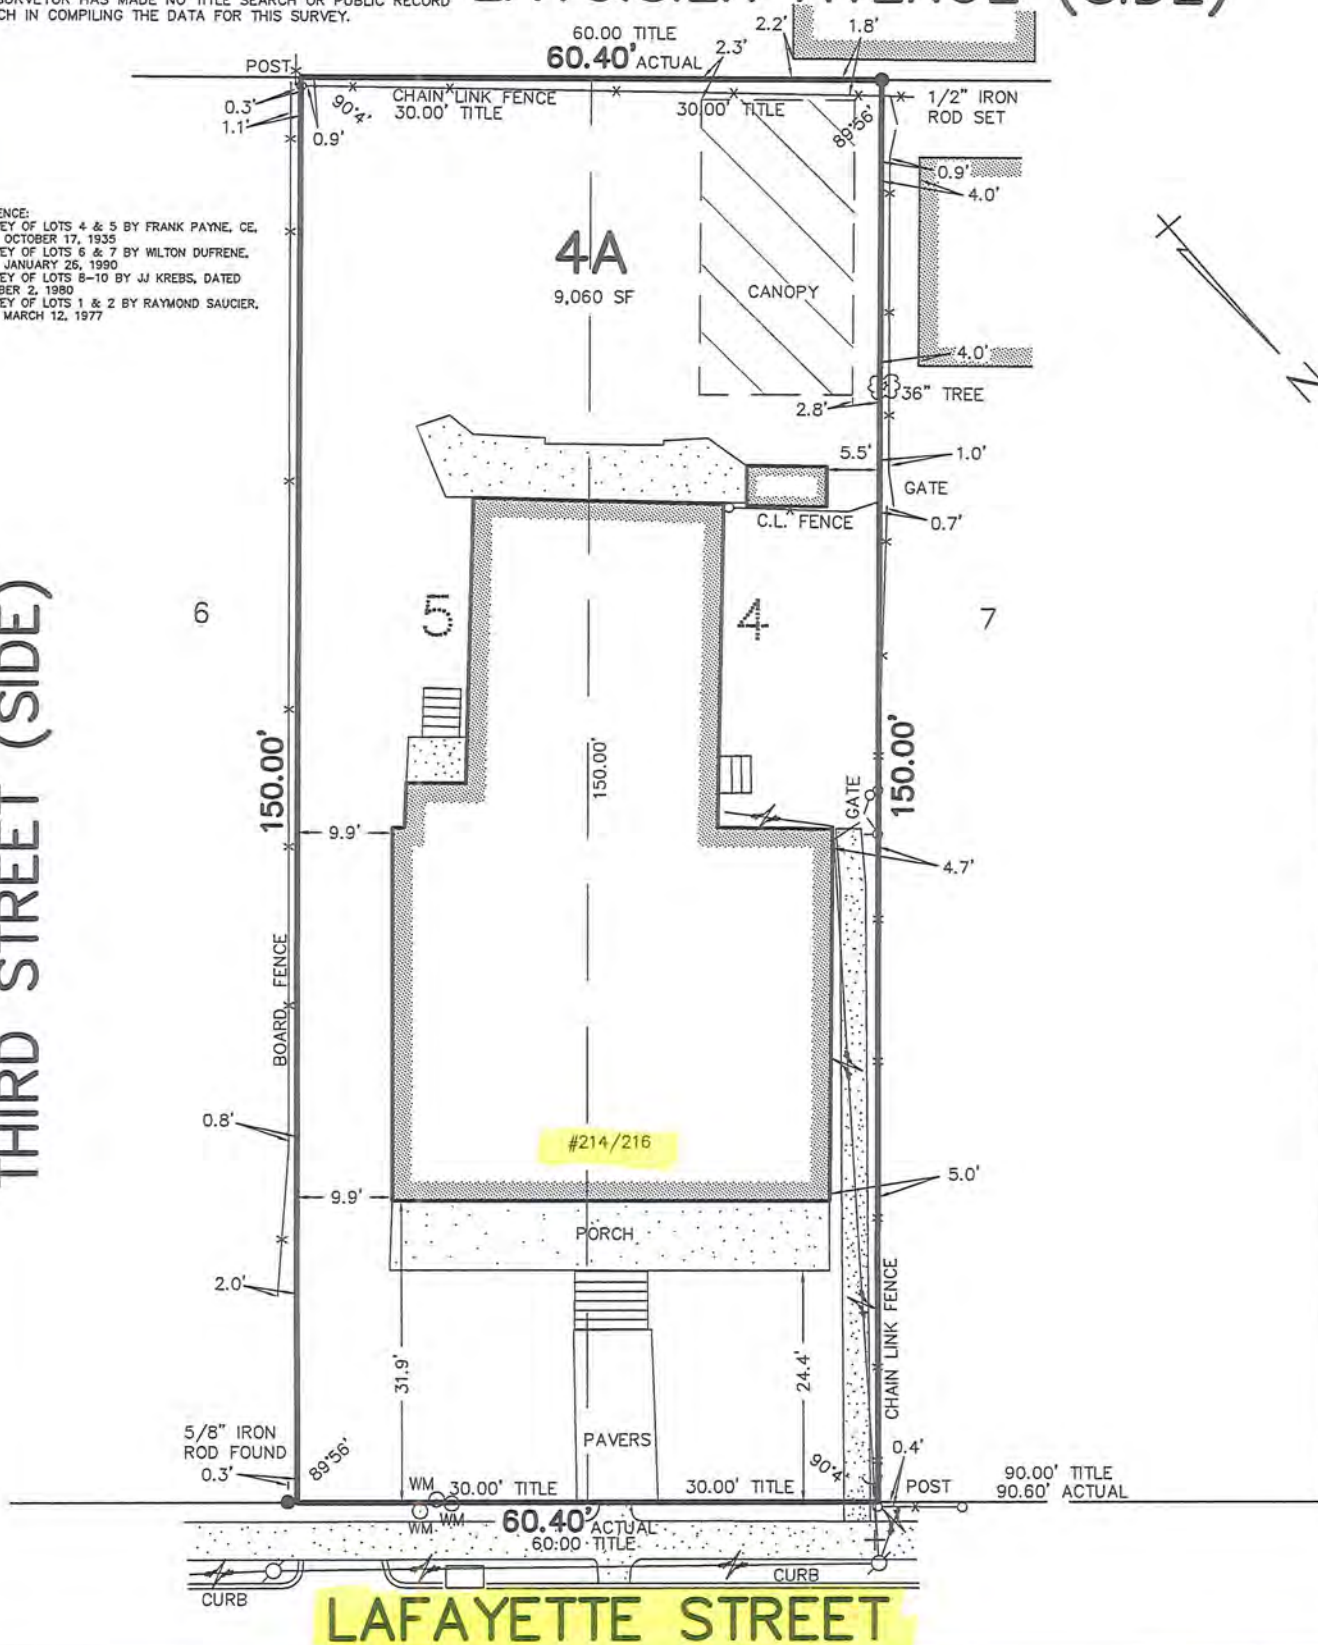 SURVEYOR HAS MADE NO TITLE SEARCH OR PUBLIC RECORD
CH IN COMPILING THE DATA FOR THIS SURVEY.
AVENUE (SIDE)
60.00 TITLE
60.40' ACTUAL
2.3'
2.2'
1.8'
POST
0.3'
1.1'
0.9'
90°4'
CHAIN LINK FENCE
30.00' TITLE
30.00' TITLE
89°56'
1/2" IRON
ROD SET
0.9'
4.0'
ENCE:
EY OF LOTS 4 & 5 BY FRANK PAYNE, CE,
OCTOBER 17, 1935
EY OF LOTS 6 & 7 BY WILTON DUFRENE,
JANUARY 26, 1990
EY OF LOTS 8-10 BY JJ KREBS, DATED
BER 2, 1980
EY OF LOTS 1 & 2 BY RAYMOND SAUCIER,
MARCH 12, 1977
4A
9,060 SF
CANOPY
N
4.0'
36" TREE
2.8'
5.5'
1.0'
GATE
C.L. FENCE
0.7'
THIRD STREET (SIDE)
6
5
4
7
150.00'
150.00'
150.00'
GATE
9.9'
4.7'
BOARD FENCE
0.8'
#214/216
9.9'
5.0'
PORCH
2.0'
31.9'
24.4'
CHAIN LINK FENCE
5/8" IRON
ROD FOUND
0.3'
89°56'
PAVERS
90°4'
0.4'
POST
90.00' TITLE
90.60' ACTUAL
WM
30.00' TITLE
30.00' TITLE
WM
WM
60.40' ACTUAL
60.00 TITLE
CURB
CURB
LAFAYETTE STREET